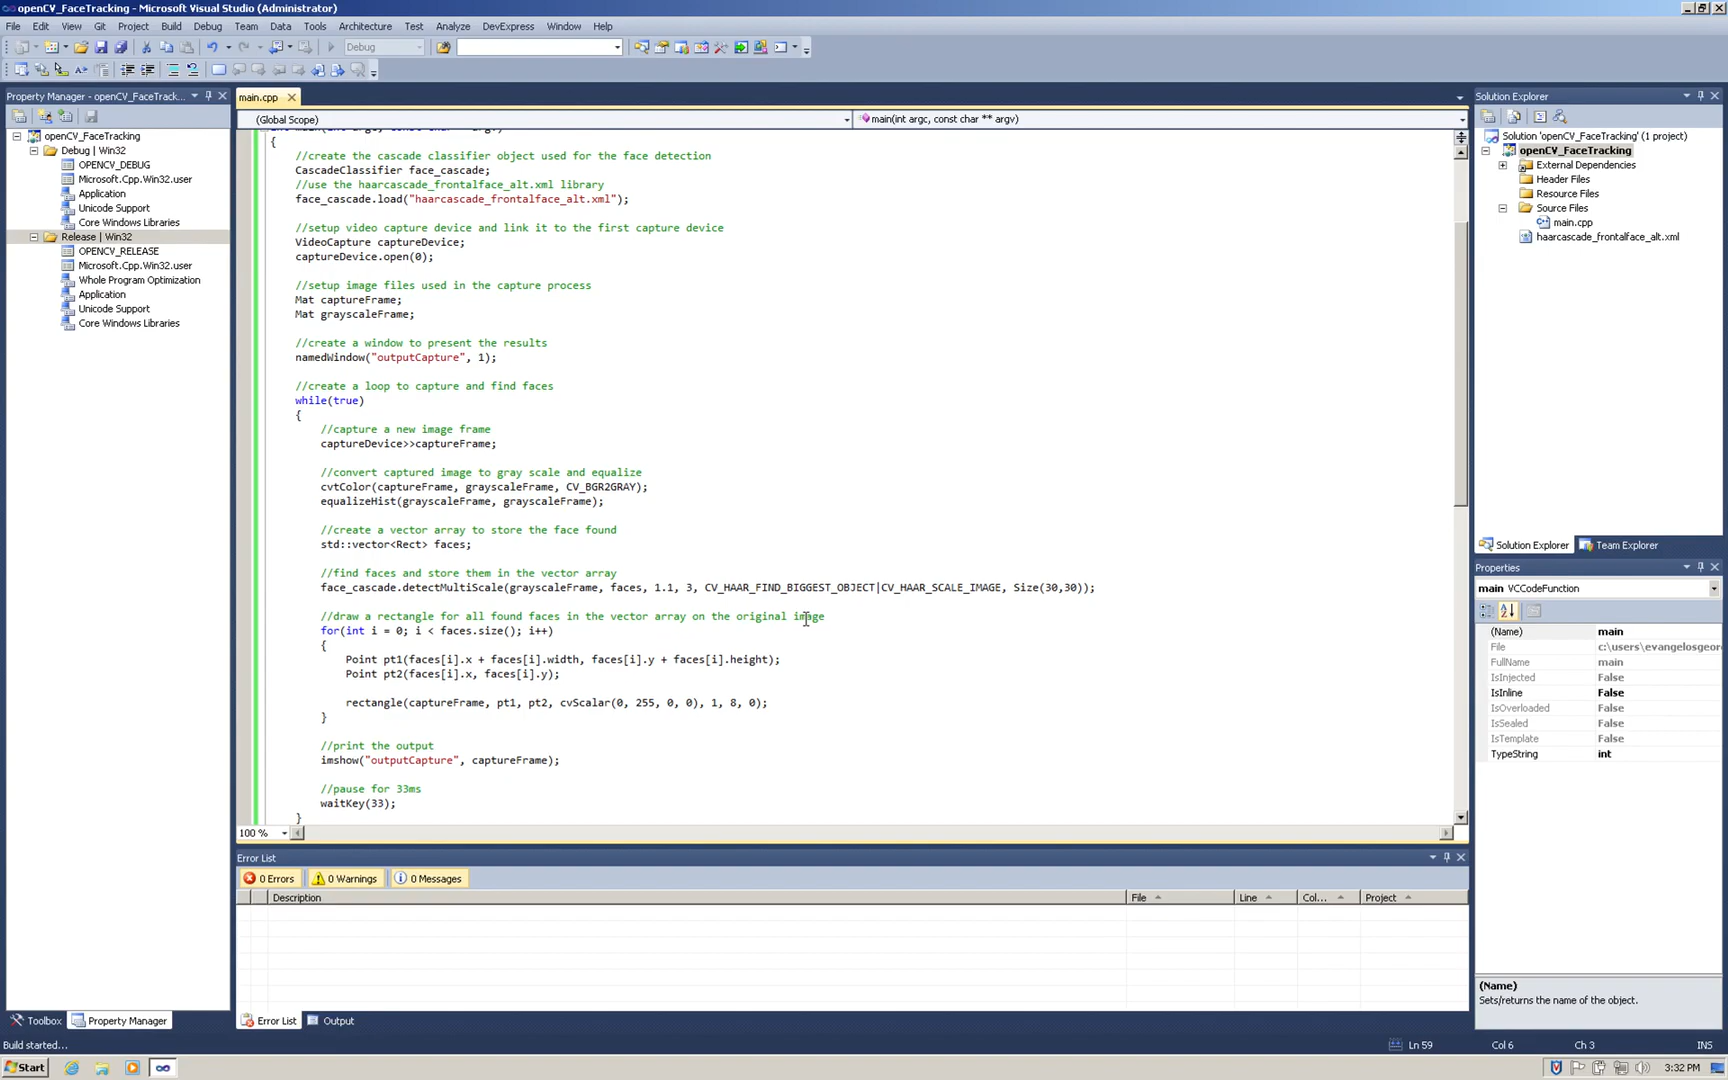 openCV_FaceTracking - Microsoft Visual Studio (Administrator)
File Edit View Git Project Build Debug Team Data Tools Architecture Test Analyze DevExpress Window Help
Debug
Property Manager - openCV_FaceTrack...
main.cpp
Solution Explorer
(Global Scope)
main(int argc, const char ** argv)
openCV_FaceTracking
Debug | Win32
OPENCV_DEBUG
Microsoft.Cpp.Win32.user
Application
Unicode Support
Core Windows Libraries
Release | Win32
OPENCV_RELEASE
Microsoft.Cpp.Win32.user
Whole Program Optimization
Application
Unicode Support
Core Windows Libraries
{
//create the cascade classifier object used for the face detection
CascadeClassifier face_cascade;
//use the haarcascade_frontalface_alt.xml library
face_cascade.load("haarcascade_frontalface_alt.xml");
//setup video capture device and link it to the first capture device
VideoCapture captureDevice;
captureDevice.open(0);
//setup image files used in the capture process
Mat captureFrame;
Mat grayscaleFrame;
//create a window to present the results
namedWindow("outputCapture", 1);
//create a loop to capture and find faces
while(true)
{
//capture a new image frame
captureDevice>>captureFrame;
//convert captured image to gray scale and equalize
cvtColor(captureFrame, grayscaleFrame, CV_BGR2GRAY);
equalizeHist(grayscaleFrame, grayscaleFrame);
//create a vector array to store the face found
std::vector<Rect> faces;
//find faces and store them in the vector array
face_cascade.detectMultiScale(grayscaleFrame, faces, 1.1, 3, CV_HAAR_FIND_BIGGEST_OBJECT|CV_HAAR_SCALE_IMAGE, Size(30,30));
//draw a rectangle for all found faces in the vector array on the original image
for(int i = 0; i < faces.size(); i++)
{
Point pt1(faces[i].x + faces[i].width, faces[i].y + faces[i].height);
Point pt2(faces[i].x, faces[i].y);
rectangle(captureFrame, pt1, pt2, cvScalar(0, 255, 0, 0), 1, 8, 0);
}
//print the output
imshow("outputCapture", captureFrame);
//pause for 33ms
waitKey(33);
}
100 %
Solution 'openCV_FaceTracking' (1 project)
openCV_FaceTracking
External Dependencies
Header Files
Resource Files
Source Files
main.cpp
haarcascade_frontalface_alt.xml
Solution Explorer Team Explorer
Properties
main VCCodeFunction
(Name) main
File c:\users\evangelosgeor
FullName main
IsInjected False
IsInline False
IsOverloaded False
IsSealed False
IsTemplate False
TypeString int
(Name)
Sets/returns the name of the object.
Error List
0 Errors 0 Warnings 0 Messages
Description File Line Col... Project
Toolbox Property Manager
Error List Output
Build started... Ln 59 Col 6 Ch 3 INS
Start 3:32 PM